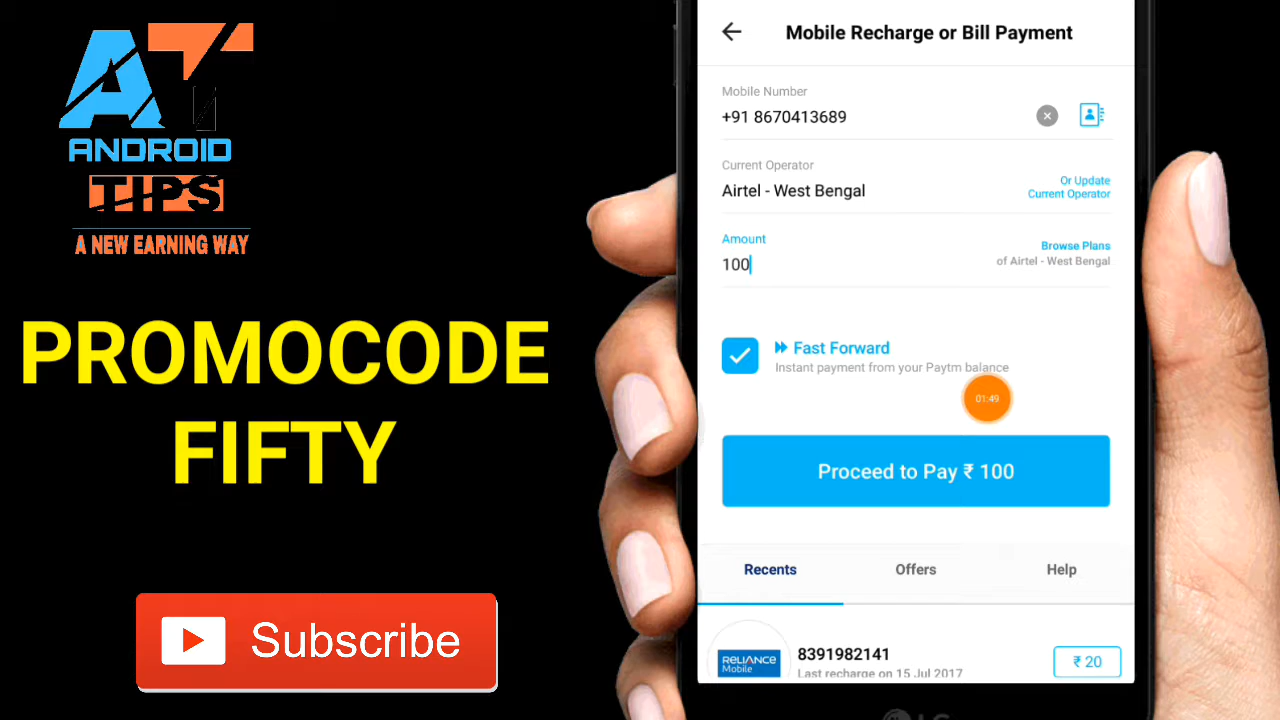 AT
ANDROID
TIPS
A NEW EARNING WAY
PROMOCODE
FIFTY
Subscribe
Mobile Recharge or Bill Payment
Mobile Number
+91 8670413689
Current Operator
Airtel - West Bengal
Or Update
Current Operator
Amount
100
Browse Plans
of Airtel - West Bengal
Fast Forward
Instant payment from your Paytm balance
01:49
Proceed to Pay ₹ 100
Recents
Offers
Help
RELIANCE
Mobile
8391982141
Last recharge on 15 Jul 2017
₹ 20
LG